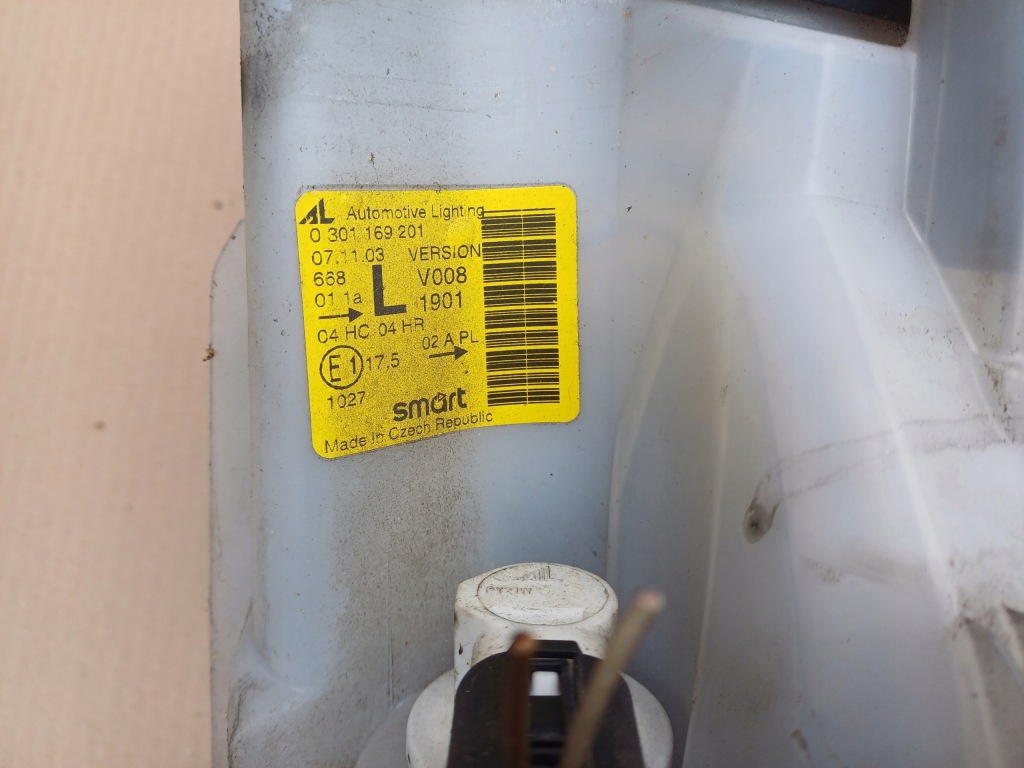 AL Automotive Lighting
0 301 169 201
07.11.03 VERSION
668 L V008
01 1a 1901
04 HC 04 HR
02 A PL
E1 17,5
1027
smart
Made in Czech Republic